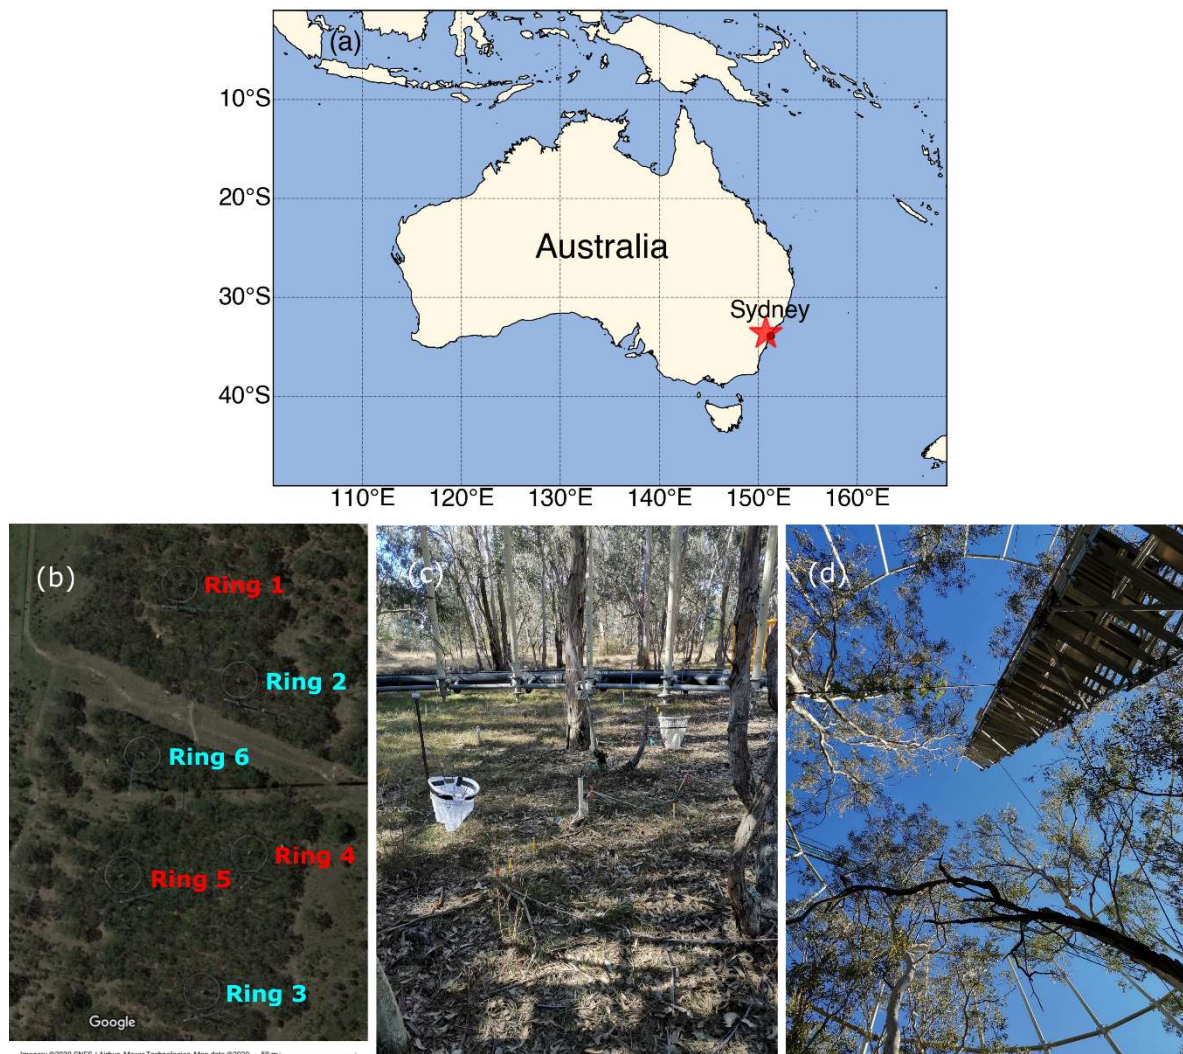 (a)
10°S
20°S
Australia
30°S
Sydney
40°S
110°E 120°E 130°E 140°E 150°E 160°E
(b)
Ring 1
Ring 2
Ring 6
Ring 4
Ring 5
Ring 3
Google
(c)
(d)